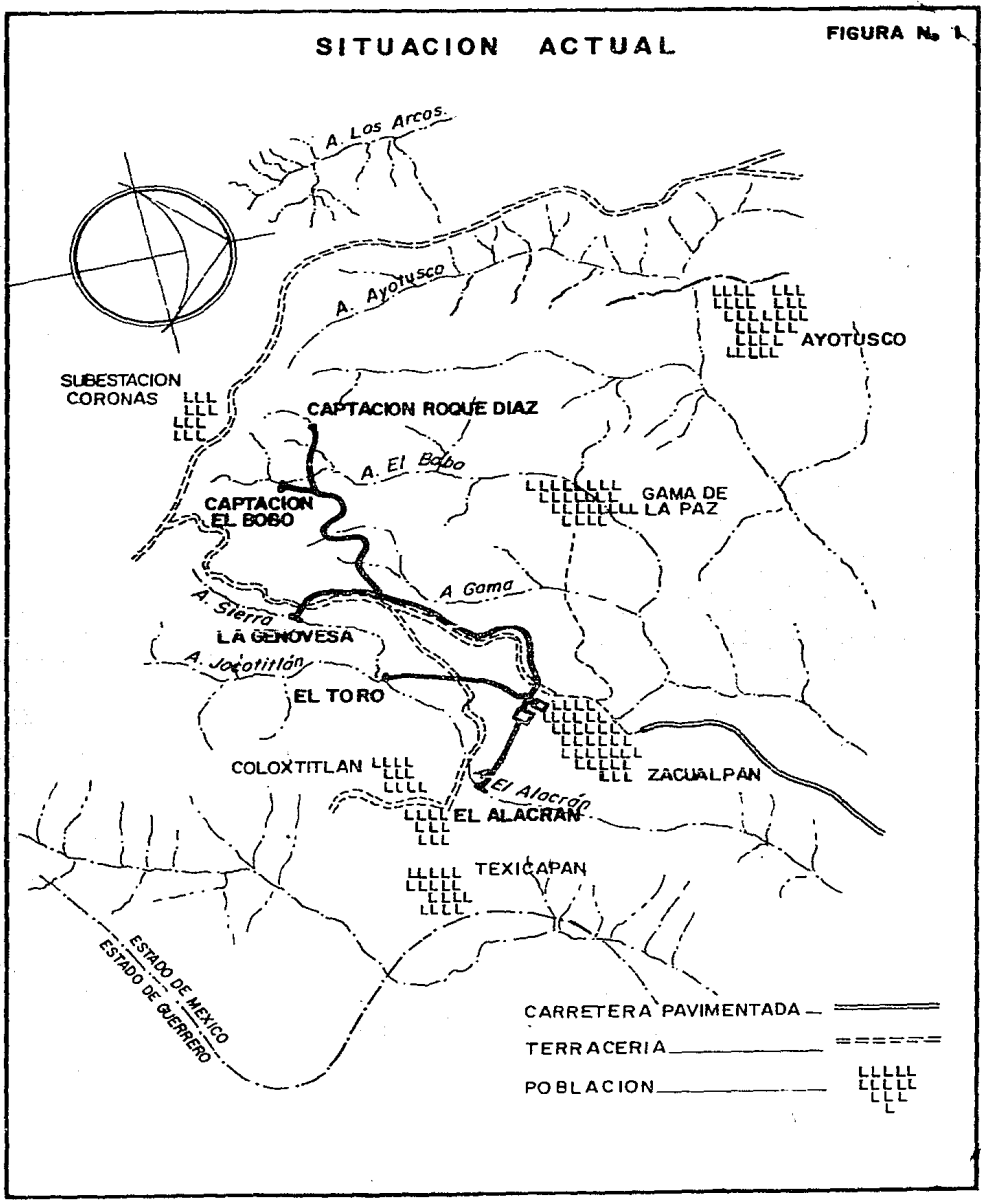 FIGURA No 1
SITUACION ACTUAL
A. Los Arcos.
A. Ayotusco
AYOTUSCO
SUBESTACION
CORONAS
CAPTACION ROQUE DIAZ
A. El Bobo
CAPTACION
EL BOBO
GAMA DE
LA PAZ
A Gama
A. Sierra
LA GENOVESA
A. Jocotitlán
EL TORO
COLOXTITLAN
ZACUALPAN
A El Alacrán
EL ALACRAN
TEXICAPAN
ESTADO DE MEXICO
ESTADO DE GUERRERO
CARRETERA PAVIMENTADA
TERRACERIA
POBLACION